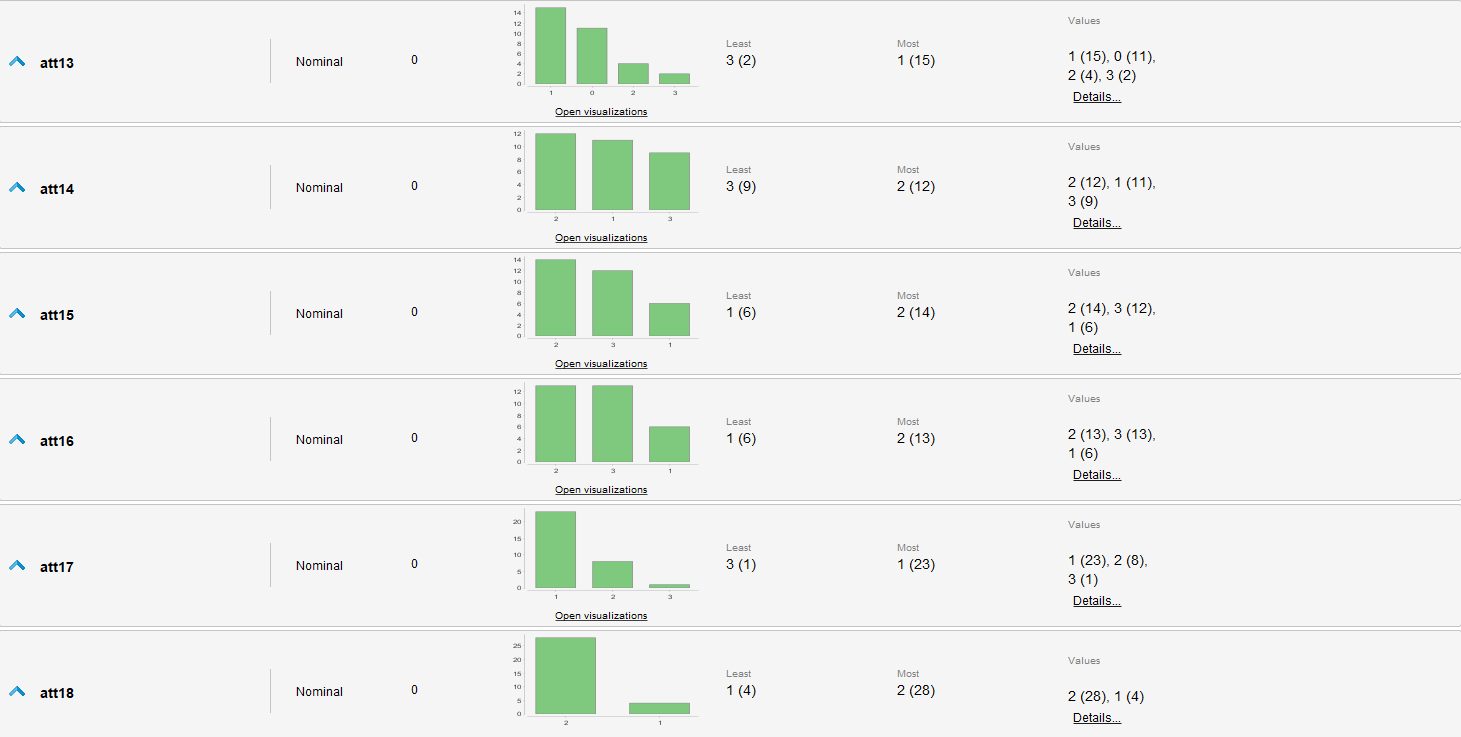 att13
Nominal
0
14
12
10
8
6
4
2
0
1 0 2 3
Open visualizations
Least
3 (2)
Most
1 (15)
Values
1 (15), 0 (11),
2 (4), 3 (2)
Details...
att14
Nominal
0
12
10
8
6
4
2
0
2 1 3
Open visualizations
Least
3 (9)
Most
2 (12)
Values
2 (12), 1 (11),
3 (9)
Details...
att15
Nominal
0
14
12
10
8
6
4
2
0
2 3 1
Open visualizations
Least
1 (6)
Most
2 (14)
Values
2 (14), 3 (12),
1 (6)
Details...
att16
Nominal
0
12
10
8
6
4
2
0
2 3 1
Open visualizations
Least
1 (6)
Most
2 (13)
Values
2 (13), 3 (13),
1 (6)
Details...
att17
Nominal
0
20
15
10
5
0
1 2 3
Open visualizations
Least
3 (1)
Most
1 (23)
Values
1 (23), 2 (8),
3 (1)
Details...
att18
Nominal
0
25
20
15
10
5
0
2 1
Least
1 (4)
Most
2 (28)
Values
2 (28), 1 (4)
Details...